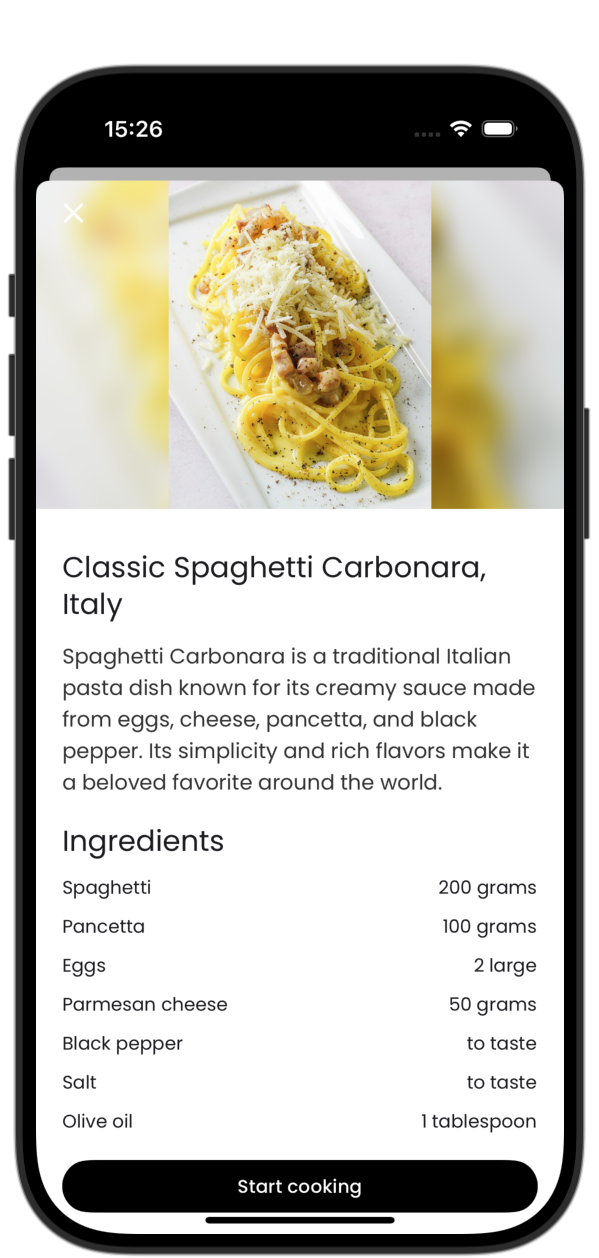 15:26
Classic Spaghetti Carbonara,
Italy
Spaghetti Carbonara is a traditional Italian
pasta dish known for its creamy sauce made
from eggs, cheese, pancetta, and black
pepper. Its simplicity and rich flavors make it
a beloved favorite around the world.
Ingredients
Spaghetti 200 grams
Pancetta 100 grams
Eggs 2 large
Parmesan cheese 50 grams
Black pepper to taste
Salt to taste
Olive oil 1 tablespoon
Start cooking